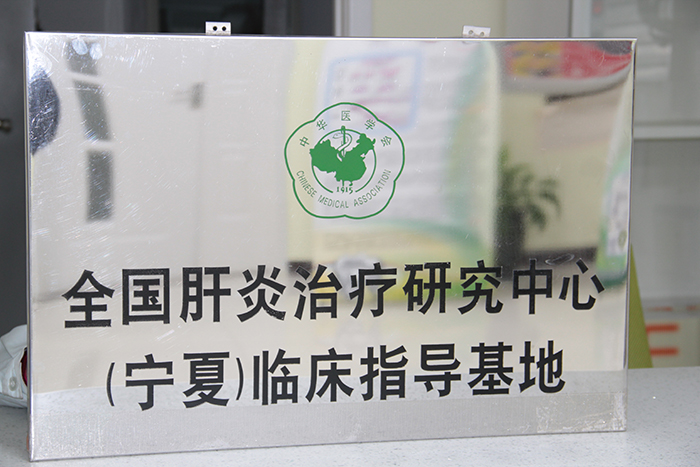 中华医学会
CHINESE MEDICAL ASSOCIATION
1915
全国肝炎治疗研究中心
(宁夏)临床指导基地